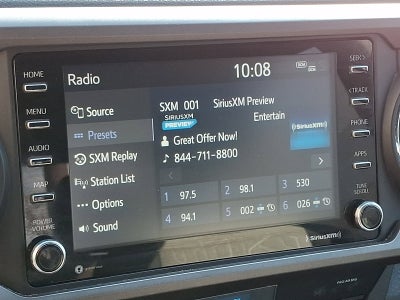 Radio 10:08
HOME
MENU
AUDIO
MAP
POWER
VOLUME
Source
Presets
SXM Replay
Station List
Options
Sound
SXM 001 SiriusXM Preview
SIRIUSXM
PREVIEW
Entertain
Great Offer Now!
844-711-8800
SiriusXM
1 97.5 2 98.1 3 530
4 94.1 5 002 6 026
SEEK >
< TRACK
PHONE
APPS
TUNE
SCROLL
SiriusXM